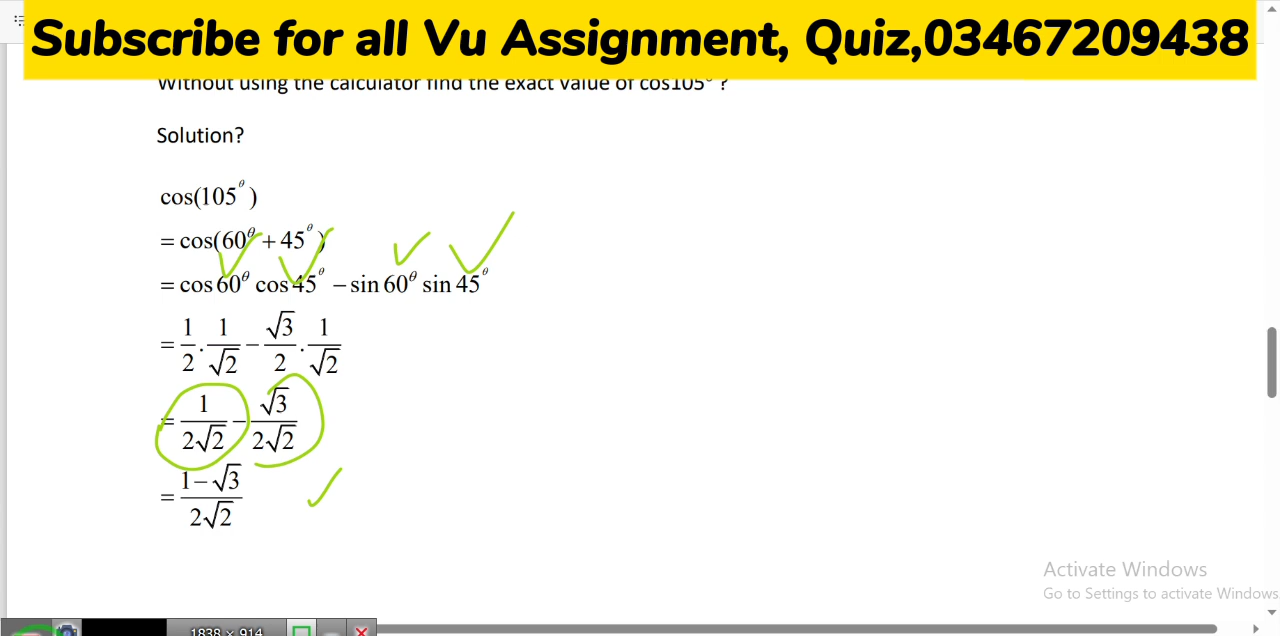 Subscribe for all Vu Assignment, Quiz,03467209438
Without using the calculator find the exact value of cos105° ?
Solution?
cos(105^θ)
= cos(60^θ + 45^θ)
= cos 60^θ cos 45^θ − sin 60^θ sin 45^θ
= 1/2 . 1/√2 − √3/2 . 1/√2
= 1/2√2 − √3/2√2
= 1−√3/2√2
Activate Windows
Go to Settings to activate Windows.
1838 × 914